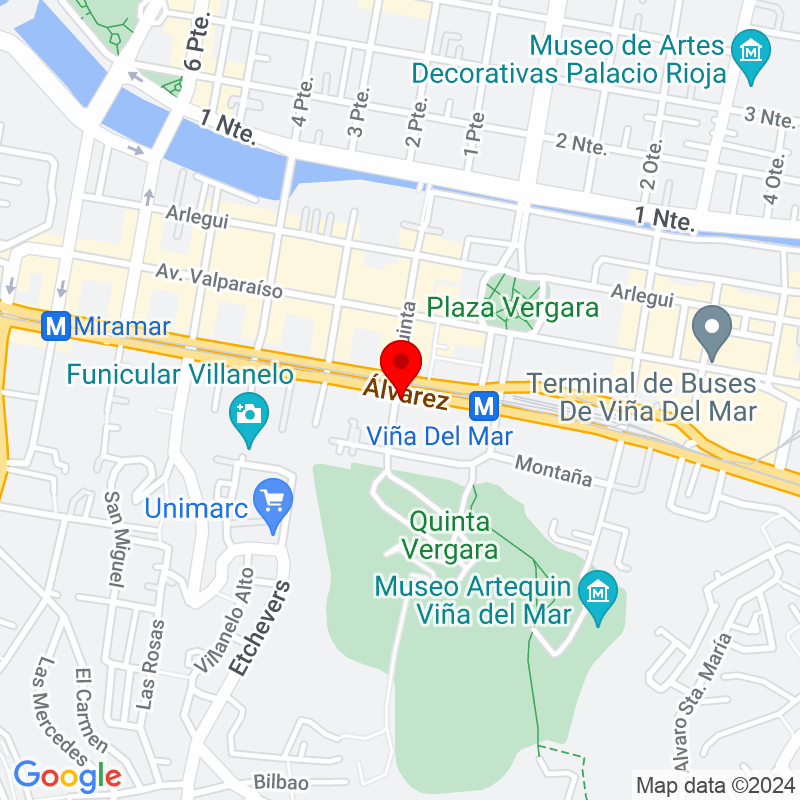 Museo de Artes
Decorativas Palacio Rioja
6 Pte.
4 Pte.
3 Pte.
2 Pte.
1 Pte
3 Nte.
1 Nte.
2 Nte.
2 Ote.
4 Ote.
1 Nte.
Arlegui
Av. Valparaíso
Plaza Vergara
Arlegui
uinta
Miramar
Funicular Villanelo
Álvarez
Terminal de Buses
De Viña Del Mar
Viña Del Mar
Montaña
Unimarc
San Miguel
Quinta
Vergara
Museo Artequin
Viña del Mar
Villanelo Alto
Etchevers
Las Rosas
El Carmen
Las Mercedes
Alvaro Sta. María
Bilbao
Google
Map data ©2024